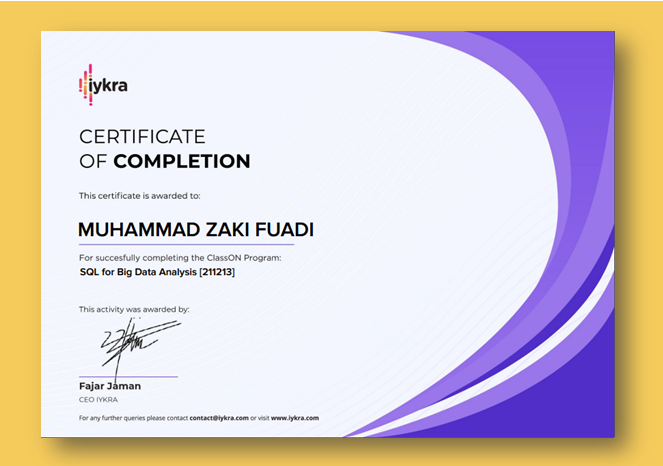 iykra
CERTIFICATE
OF COMPLETION
This certificate is awarded to:
MUHAMMAD ZAKI FUADI
For succesfully completing the ClassON Program:
SQL for Big Data Analysis [211213]
This activity was awarded by:
Fajar Jaman
CEO IYKRA
For any further queries please contact contact@iykra.com or visit www.iykra.com